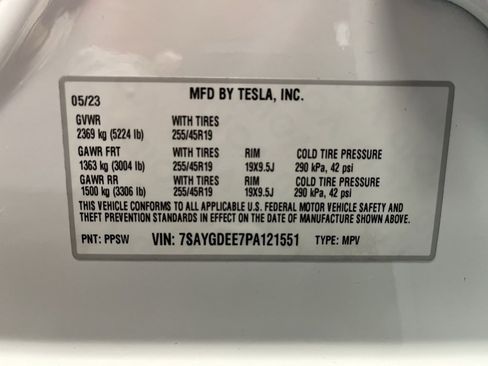 05/23 MFD BY TESLA, INC.
GVWR WITH TIRES
2369 kg (5224 lb) 255/45R19
GAWR FRT WITH TIRES RIM COLD TIRE PRESSURE
1363 kg (3004 lb) 255/45R19 19X9.5J 290 kPa, 42 psi
GAWR RR WITH TIRES RIM COLD TIRE PRESSURE
1500 kg (3306 lb) 255/45R19 19X9.5J 290 kPa, 42 psi
THIS VEHICLE CONFORMS TO ALL APPLICABLE U.S. FEDERAL MOTOR VEHICLE SAFETY AND
THEFT PREVENTION STANDARDS IN EFFECT ON THE DATE OF MANUFACTURE SHOWN ABOVE.
PNT: PPSW VIN: 7SAYGDEE7PA121551 TYPE: MPV